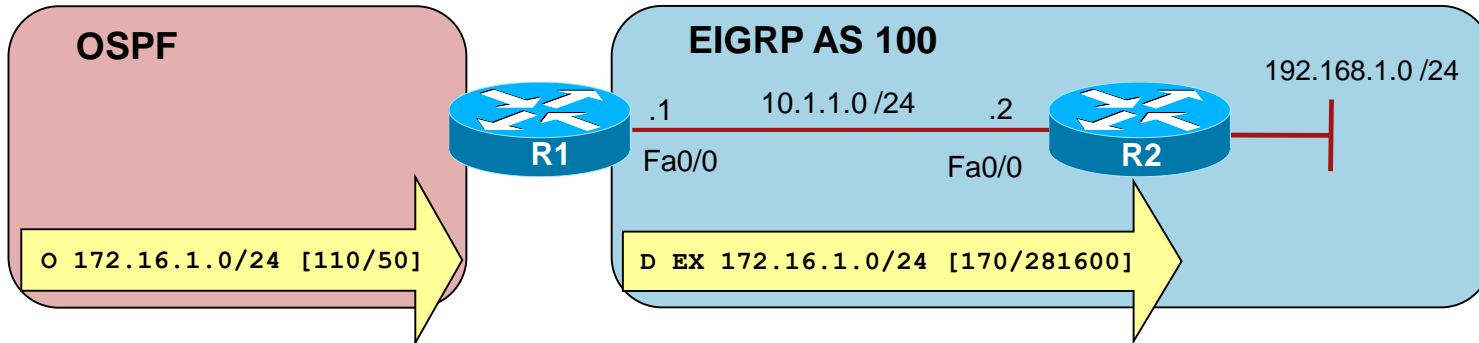 OSPF
EIGRP AS 100
192.168.1.0 /24
.1
10.1.1.0 /24
.2
R1
R2
Fa0/0
Fa0/0
O 172.16.1.0/24 [110/50]
D EX 172.16.1.0/24 [170/281600]